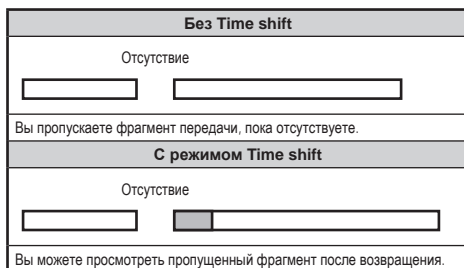 Без Time shift
Отсутствие
Вы пропускаете фрагмент передачи, пока отсутствуете.
С режимом Time shift
Отсутствие
Вы можете просмотреть пропущенный фрагмент после возвращения.